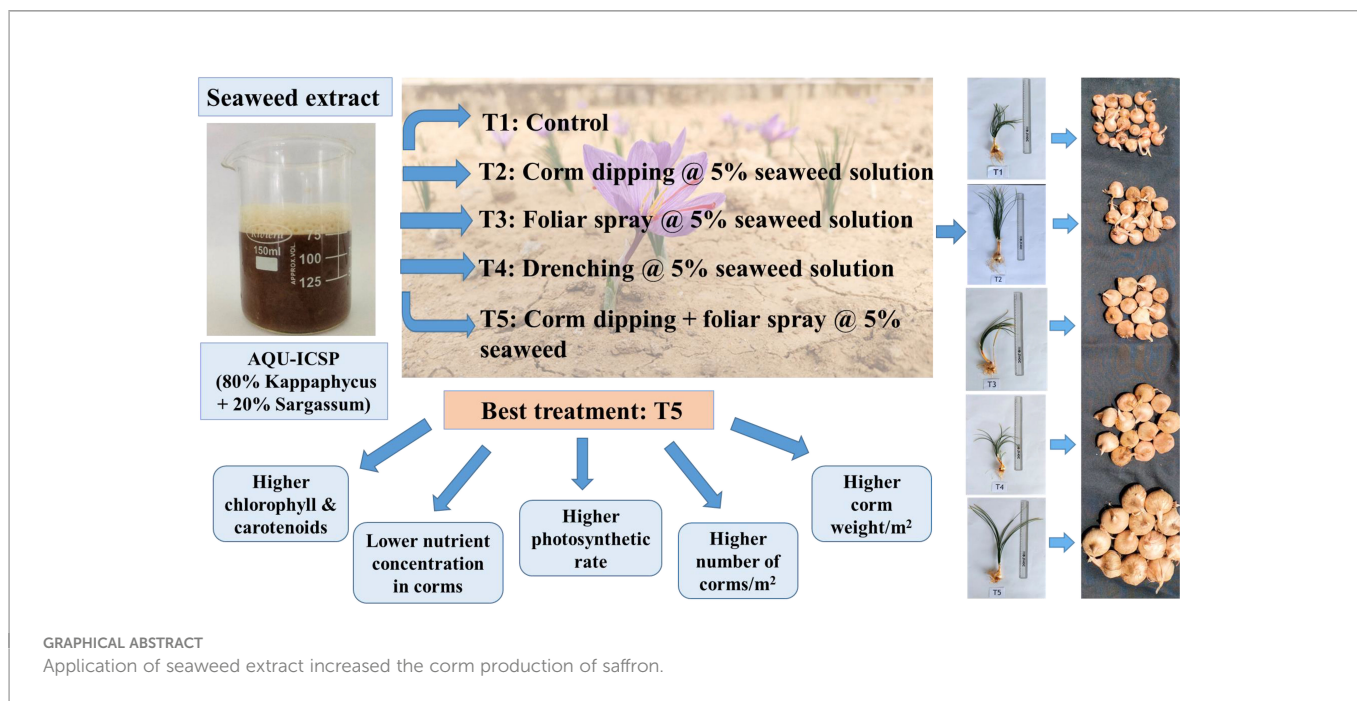 Seaweed extract
150ml
APPROX.VOL.
75
100
125
AQU-ICSP
(80% Kappaphycus
+ 20% Sargassum)
T1: Control
T2: Corm dipping @ 5% seaweed solution
T3: Foliar spray @ 5% seaweed solution
T4: Drenching @ 5% seaweed solution
T5: Corm dipping + foliar spray @ 5%
seaweed
T1
T2
T3
T4
T5
Best treatment: T5
Higher
chlorophyll &
carotenoids
Lower nutrient
concentration
in corms
Higher
photosynthetic
rate
Higher
number of
corms/m²
Higher
corm
weight/m²
GRAPHICAL ABSTRACT
Application of seaweed extract increased the corm production of saffron.